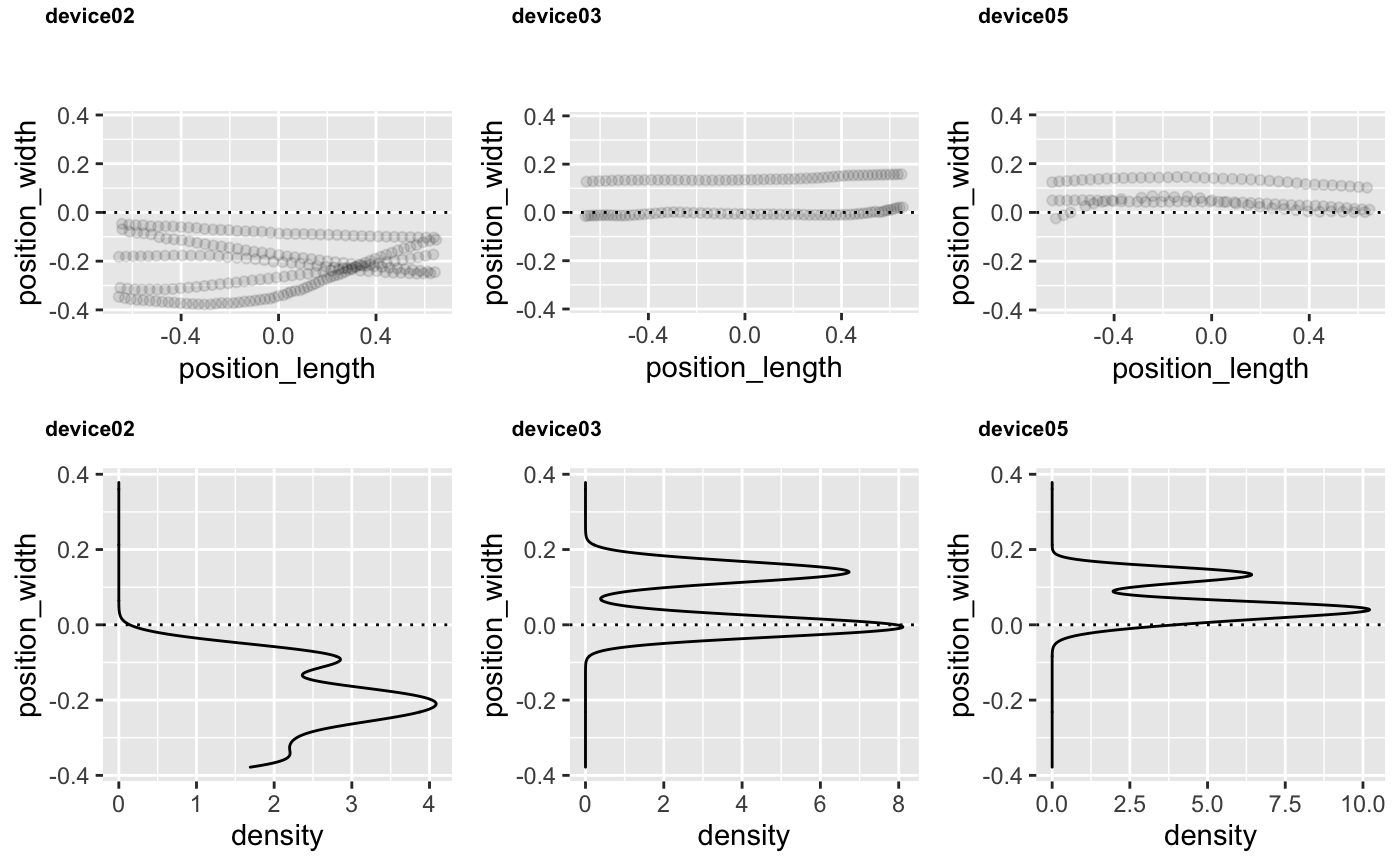 device02 device03 device05
0.4 0.4 0.4
0.2 0.2 0.2
0.0 0.0 0.0
-0.2 -0.2 -0.2
-0.4 -0.4 -0.4
position_width position_width position_width
-0.4 0.0 0.4 -0.4 0.0 0.4 -0.4 0.0 0.4
position_length position_length position_length
device02 device03 device05
0.4 0.4 0.4
0.2 0.2 0.2
0.0 0.0 0.0
-0.2 -0.2 -0.2
-0.4 -0.4 -0.4
position_width position_width position_width
0 1 2 3 4 0 2 4 6 8 0.0 2.5 5.0 7.5 10.0
density density density